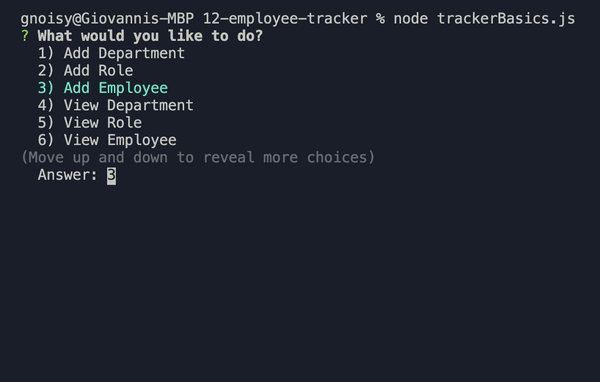 gnoisy@Giovannis-MBP 12-employee-tracker % node trackerBasics.js
? What would you like to do?
1) Add Department
2) Add Role
3) Add Employee
4) View Department
5) View Role
6) View Employee
(Move up and down to reveal more choices)
Answer: 3